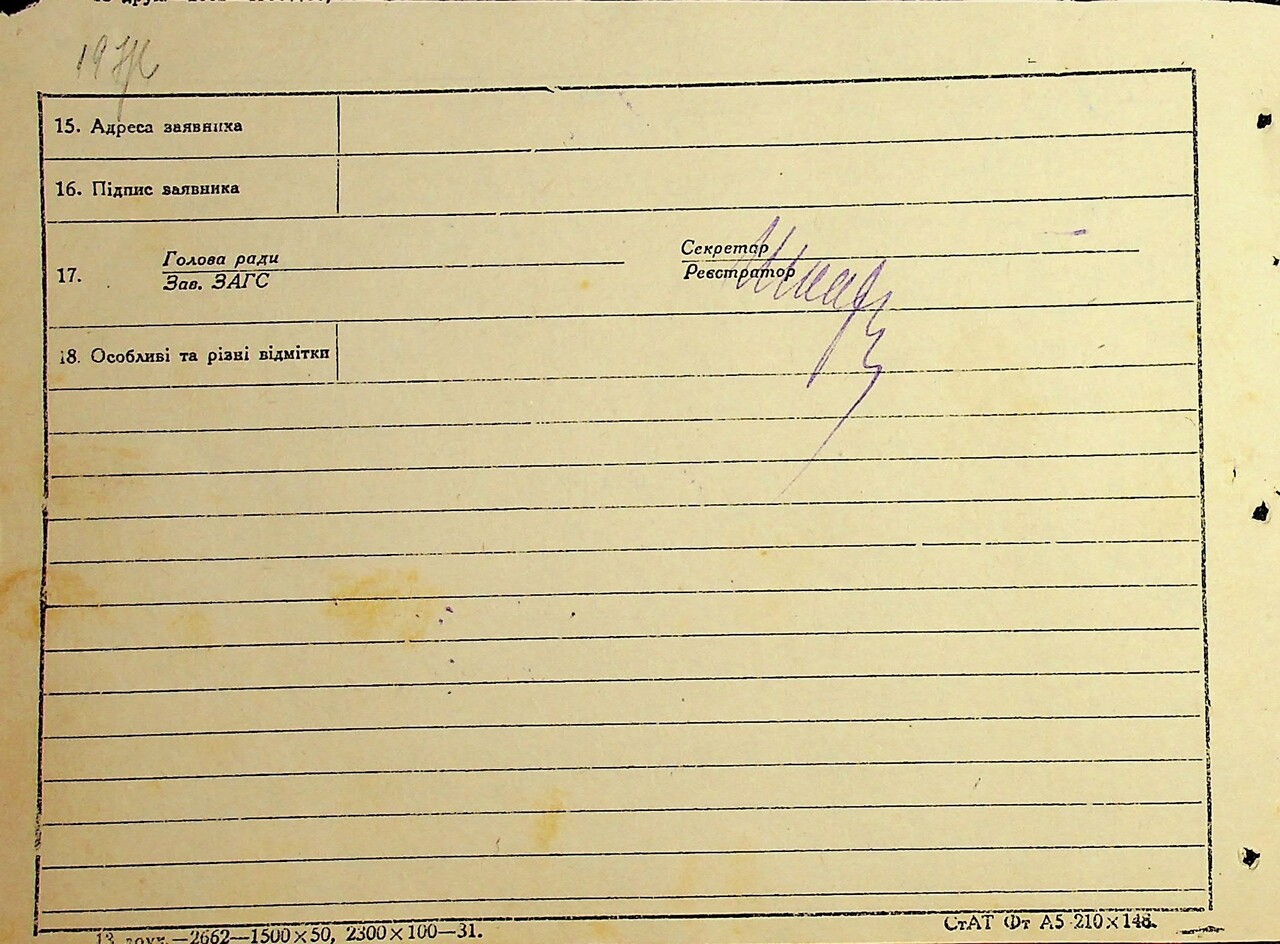 15. Адреса заявника
16. Підпис заявника
17. Голова ради
Зав. ЗАГС
Секретар
Реєстратор
18. Особливі та різні відмітки
13 друк.—2662—1500×50, 2300×100—31.
СтАТ Фт А5 210×148.